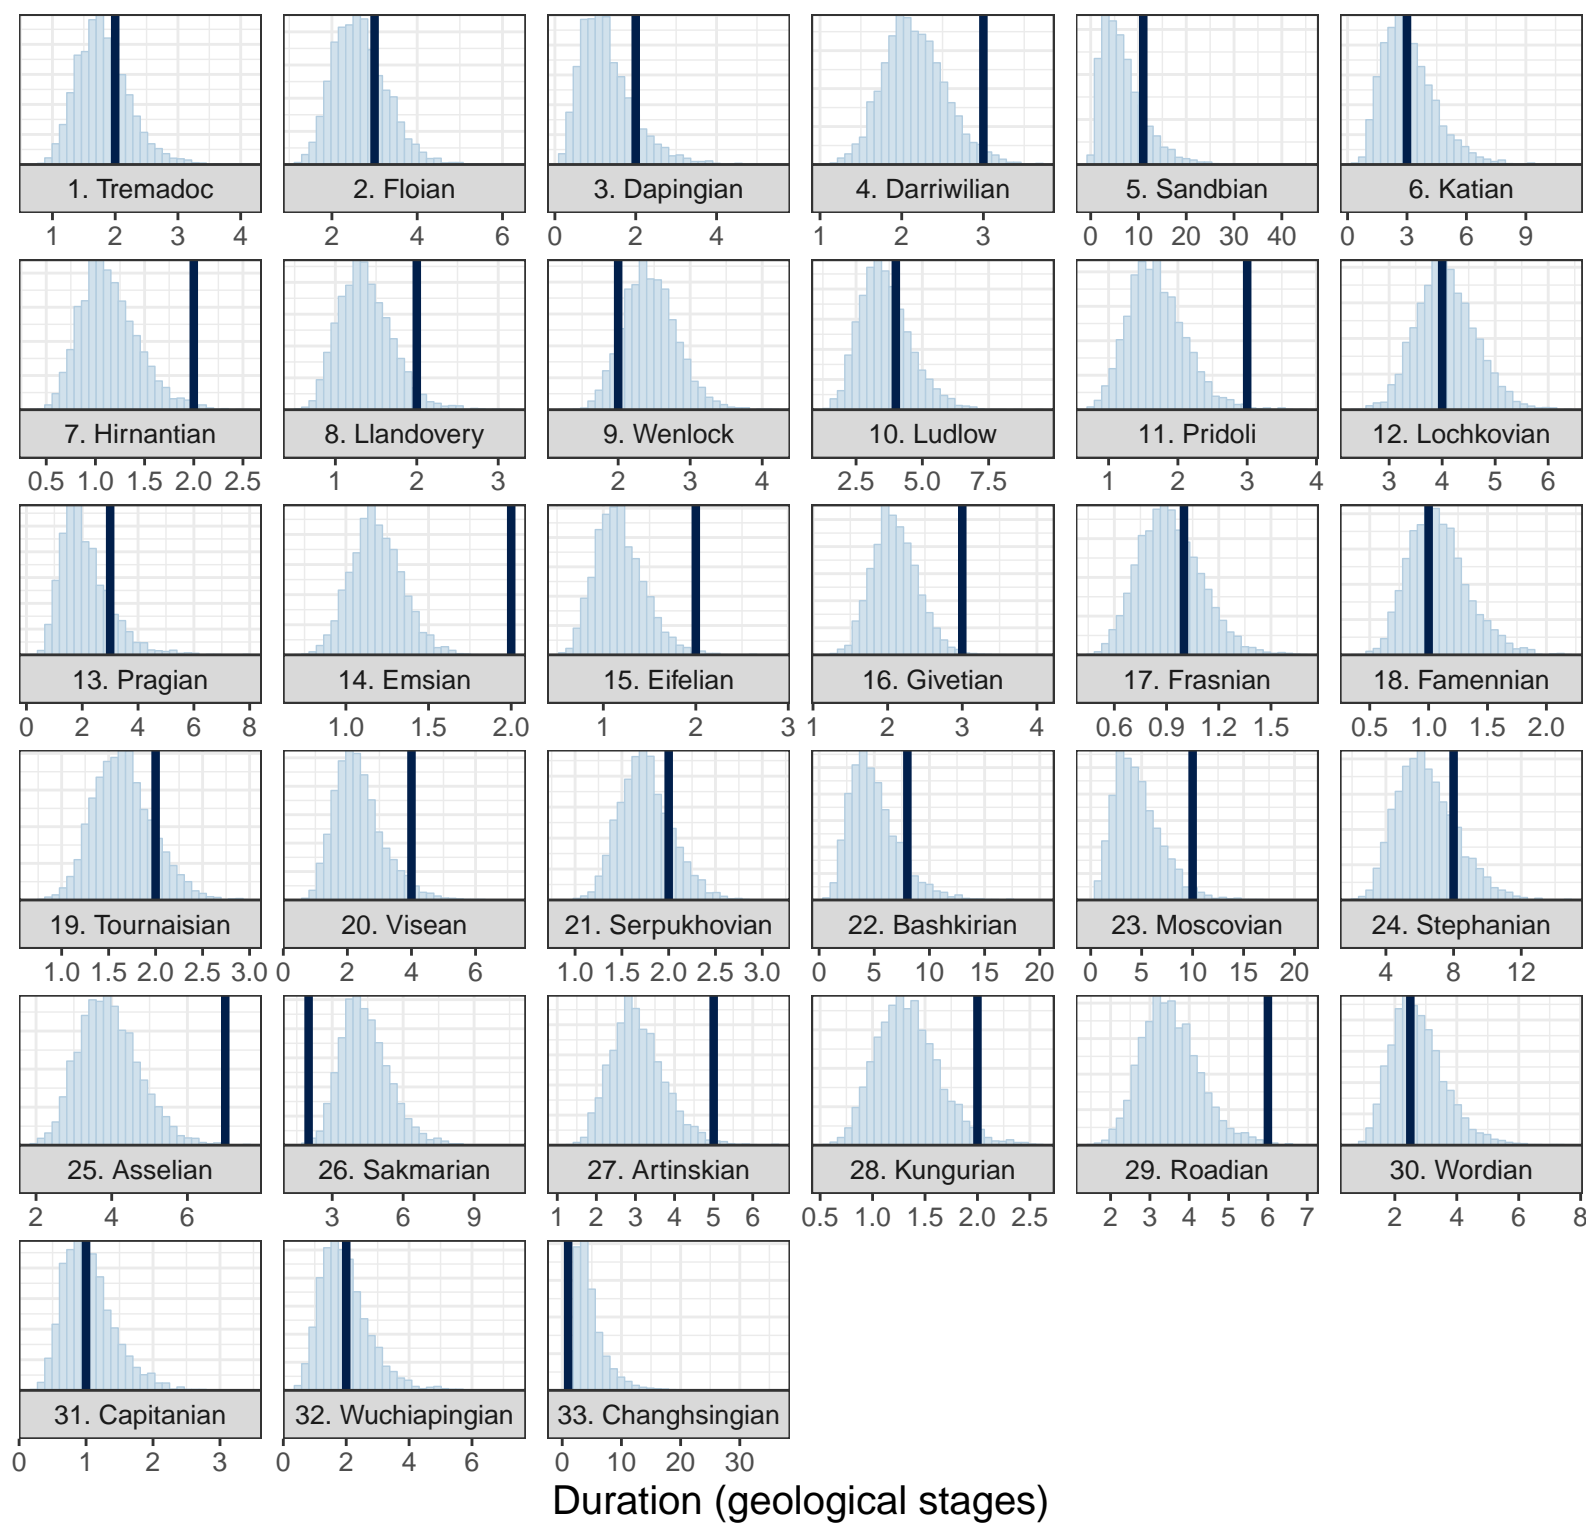 1. Tremadoc 2. Floian 3. Dapingian 4. Darriwilian 5. Sandbian 6. Katian
1 2 3 4 2 4 6 0 2 4 1 2 3 0 10 20 30 40 0 3 6 9
7. Hirnantian 8. Llandovery 9. Wenlock 10. Ludlow 11. Pridoli 12. Lochkovian
0.5 1.0 1.5 2.0 2.5 1 2 3 2 3 4 2.5 5.0 7.5 1 2 3 4 3 4 5 6
13. Pragian 14. Emsian 15. Eifelian 16. Givetian 17. Frasnian 18. Famennian
0 2 4 6 8 1.0 1.5 2.0 1 2 3 1 2 3 4 0.6 0.9 1.2 1.5 0.5 1.0 1.5 2.0
19. Tournaisian 20. Visean 21. Serpukhovian 22. Bashkirian 23. Moscovian 24. Stephanian
1.0 1.5 2.0 2.5 3.0 0 2 4 6 1.0 1.5 2.0 2.5 3.0 0 5 10 15 20 0 5 10 15 20 4 8 12
25. Asselian 26. Sakmarian 27. Artinskian 28. Kungurian 29. Roadian 30. Wordian
2 4 6 3 6 9 1 2 3 4 5 6 0.5 1.0 1.5 2.0 2.5 2 3 4 5 6 7 2 4 6 8
31. Capitanian 32. Wuchiapingian 33. Changhsingian
0 1 2 3 0 2 4 6 0 10 20 30
Duration (geological stages)